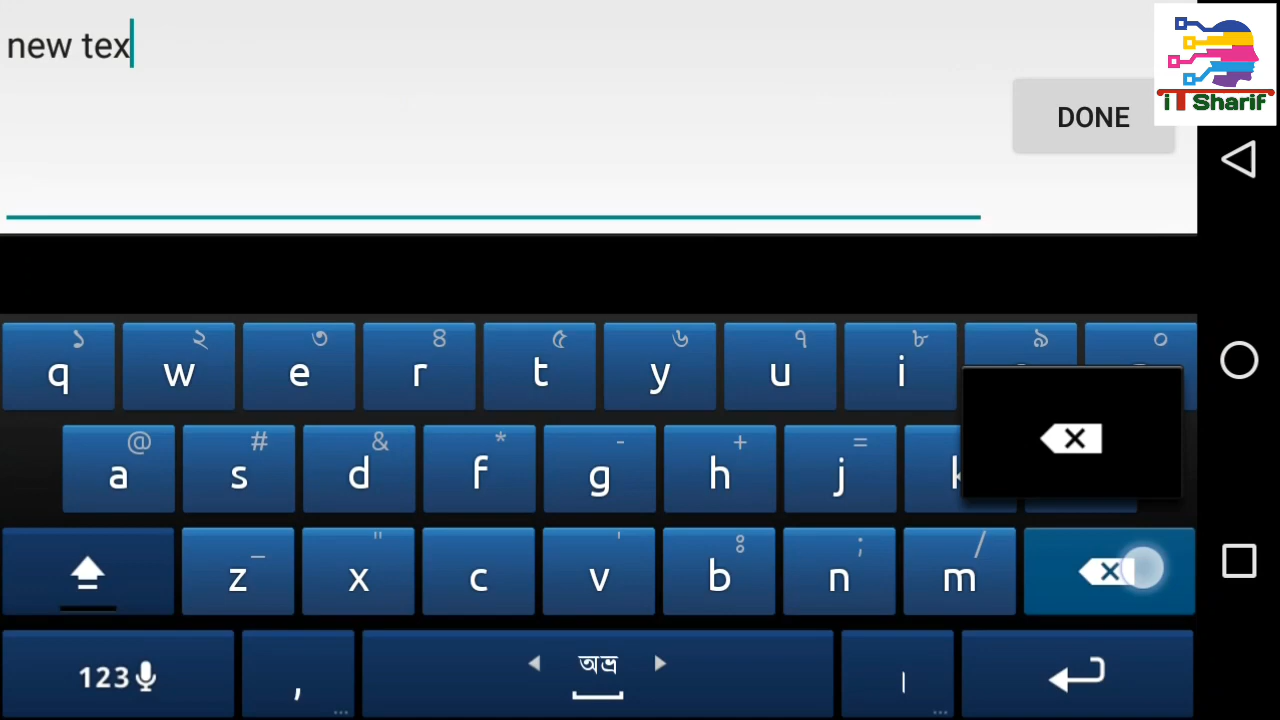 new tex
iT Sharif
DONE
১ ২ ৩ ৪ ৫ ৬ ৭ ৮ ৯ ০
q w e r t y u i
@ # & * - + =
a s d f g h j k
_ " ' ঃ ; /
z x c v b n m
123 , অভ্র ।